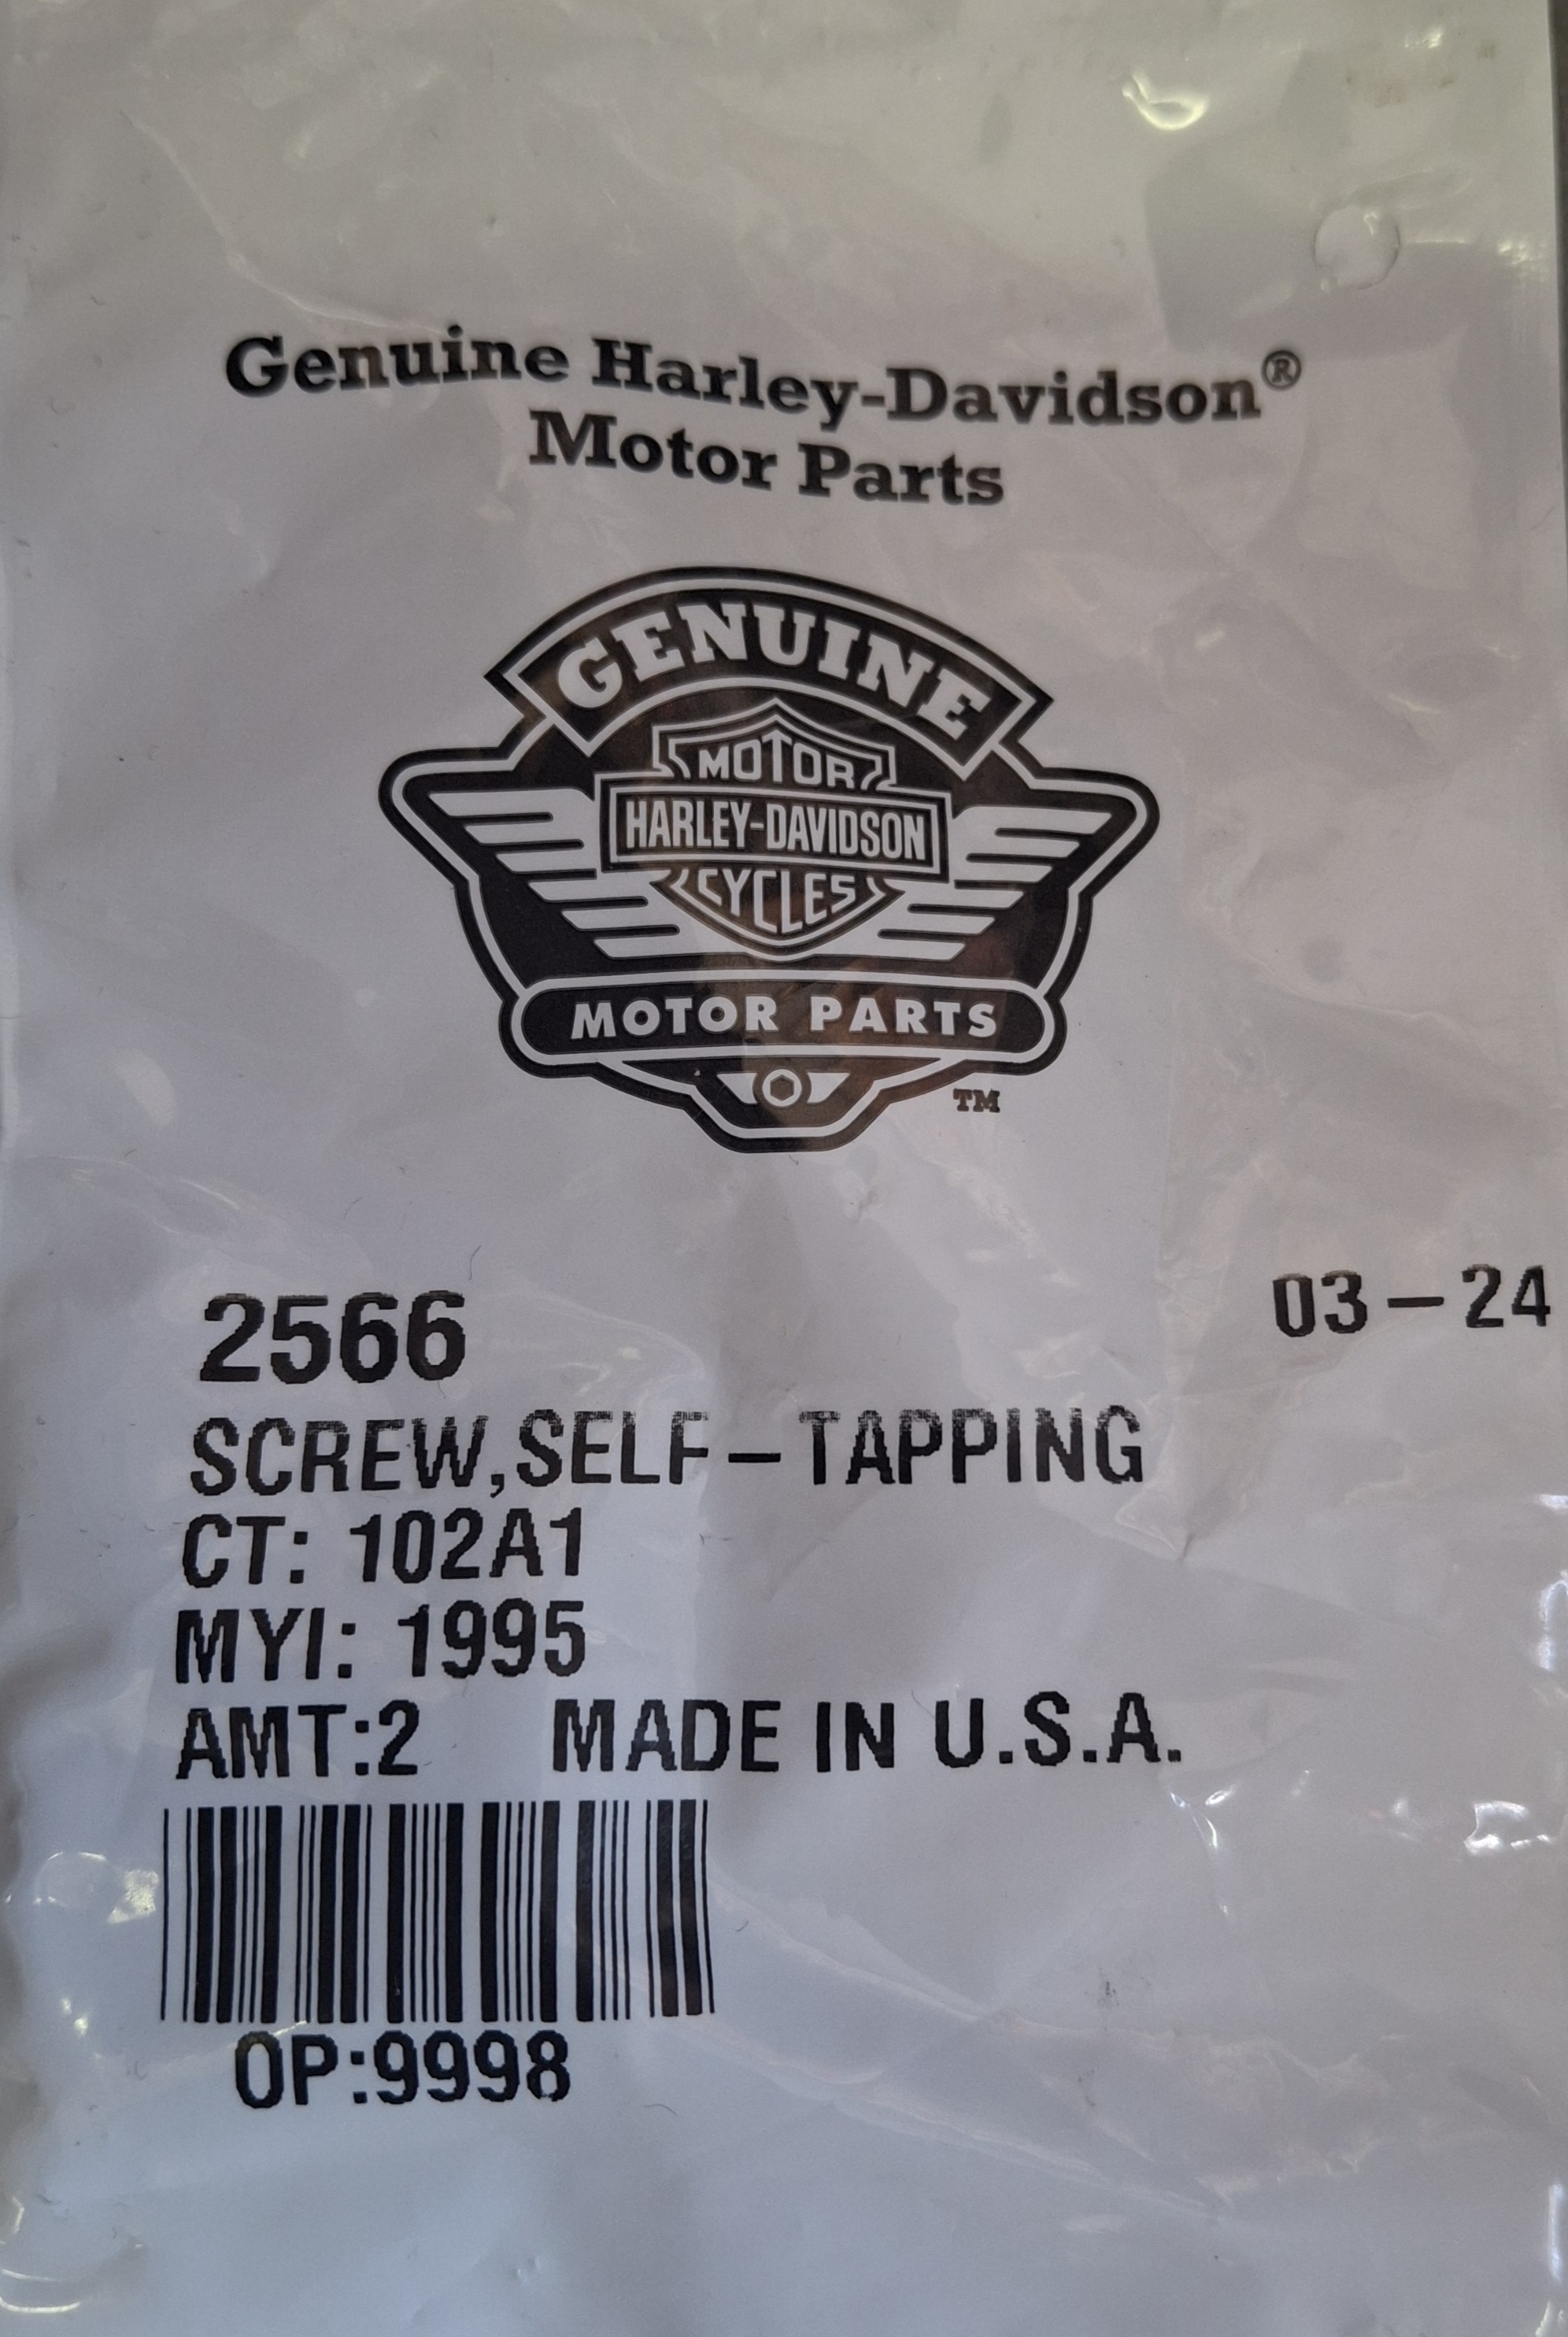 Genuine Harley-Davidson®
Motor Parts
GENUINE
MOTOR
HARLEY-DAVIDSON
CYCLES
MOTOR PARTS
TM
2566
03-24
SCREW,SELF-TAPPING
CT: 102A1
MYI: 1995
AMT:2 MADE IN U.S.A.
OP:9998